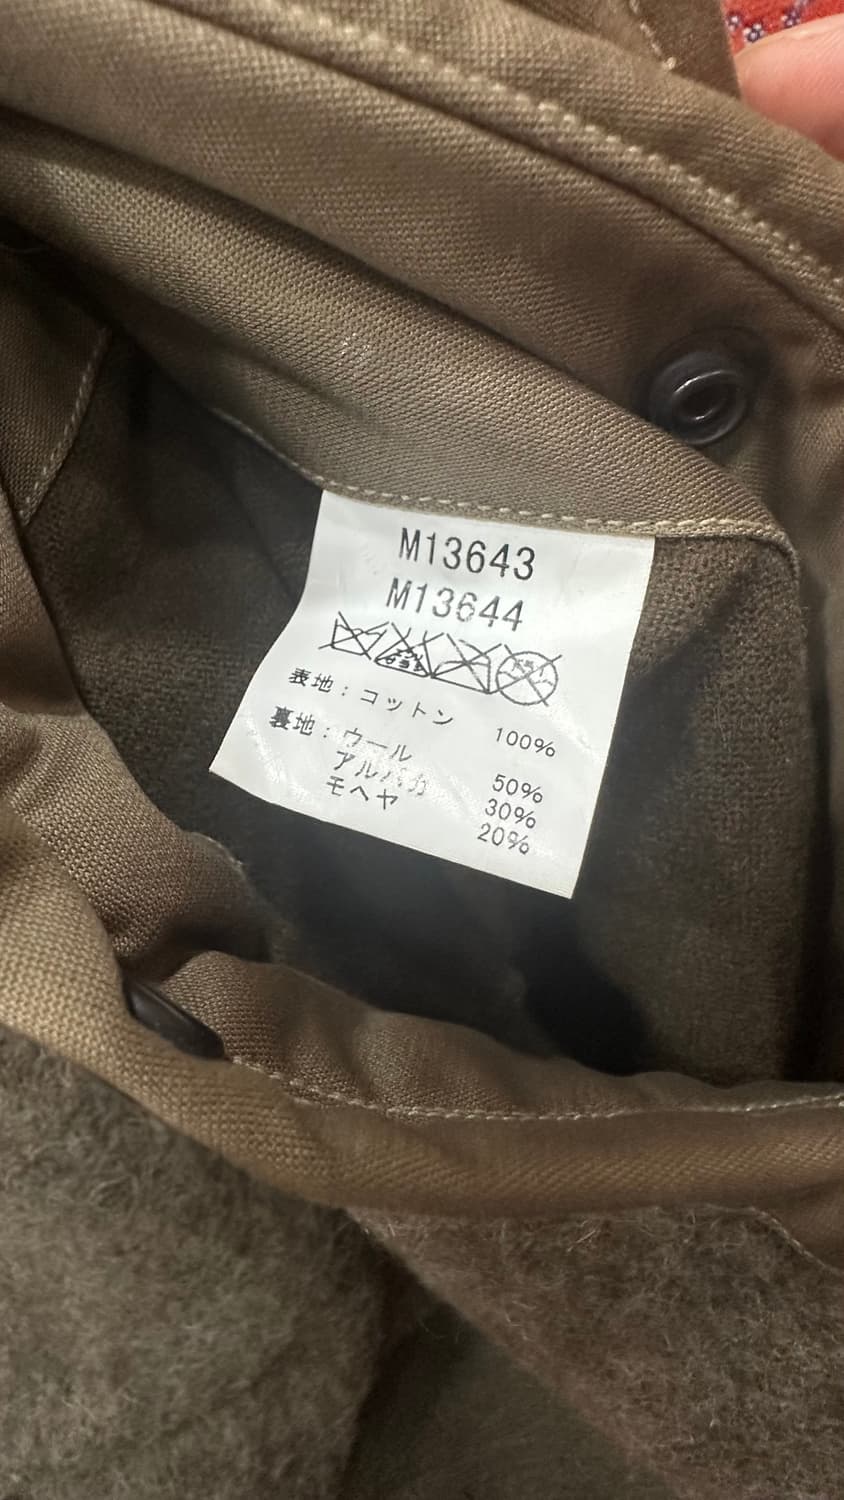 M13643
M13644
表地：コットン 100%
裏地：ウール 50%
アルパカ 30%
モヘヤ 20%